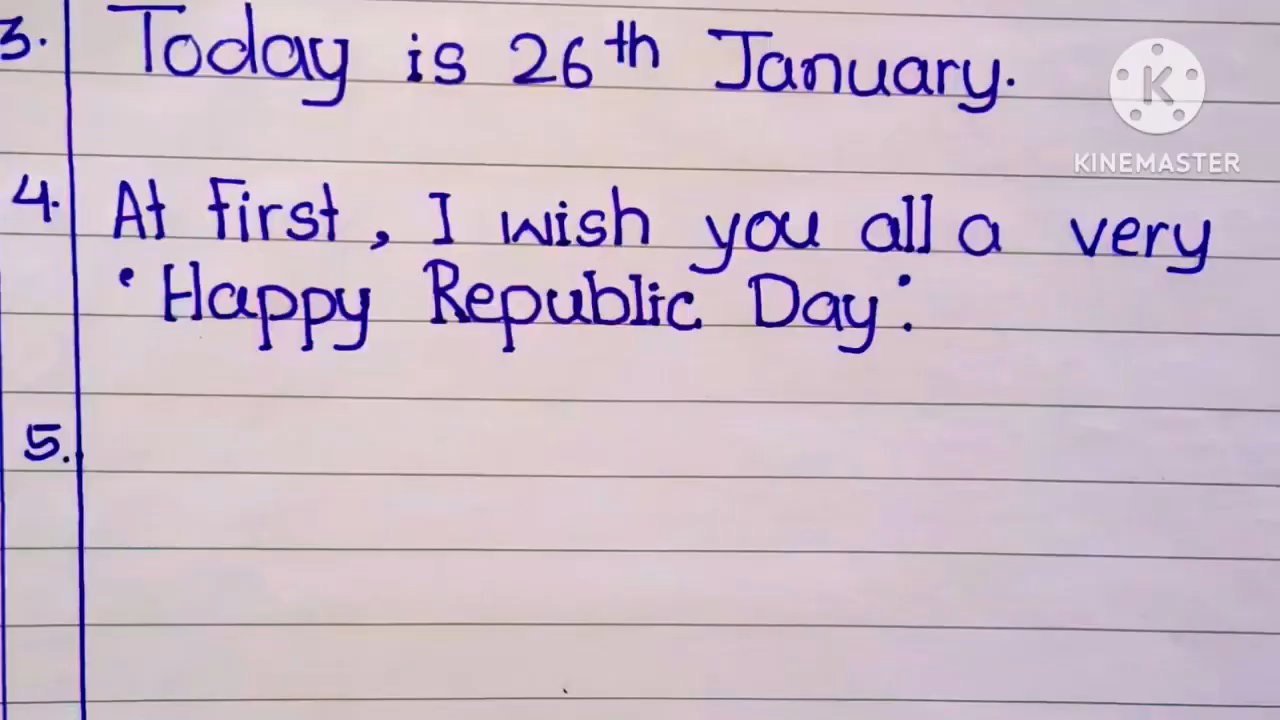 3. Today is 26th January.
K
KINEMASTER
4. At first, I wish you all a very
'Happy Republic Day'.
5.